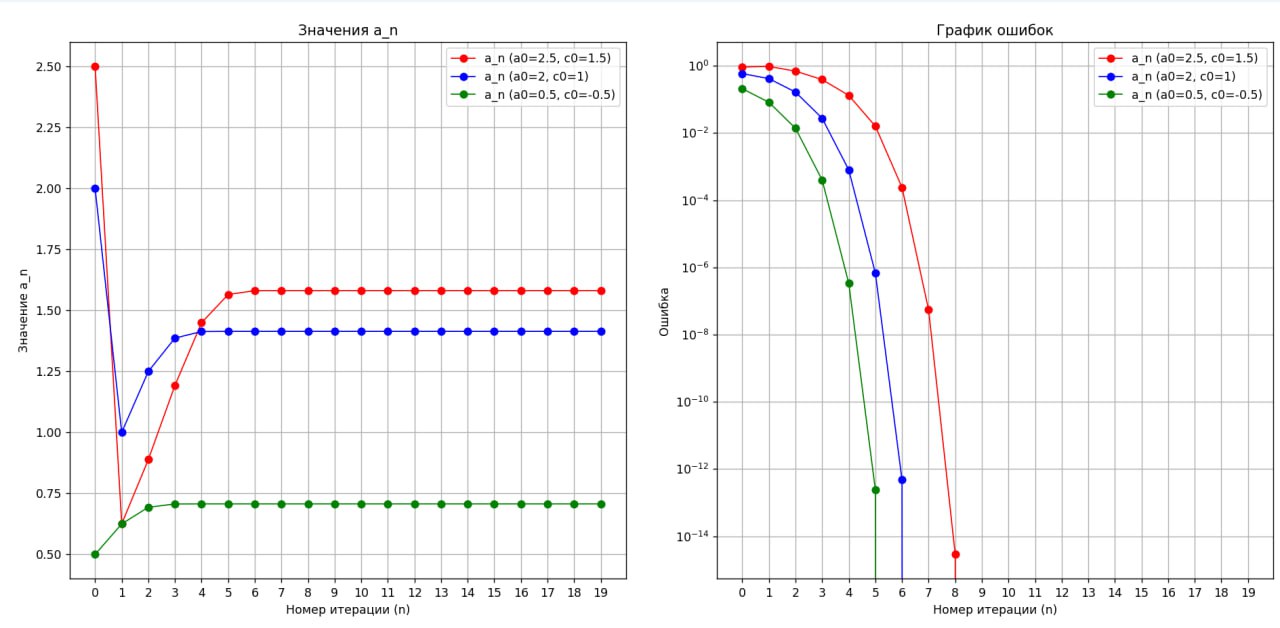 Значения a_n
Значение a_n
2.50
2.25
2.00
1.75
1.50
1.25
1.00
0.75
0.50
a_n (a0=2.5, c0=1.5)
a_n (a0=2, c0=1)
a_n (a0=0.5, c0=-0.5)
0 1 2 3 4 5 6 7 8 9 10 11 12 13 14 15 16 17 18 19
Номер итерации (n)
График ошибок
Ошибка
10⁰
10⁻²
10⁻⁴
10⁻⁶
10⁻⁸
10⁻¹⁰
10⁻¹²
10⁻¹⁴
a_n (a0=2.5, c0=1.5)
a_n (a0=2, c0=1)
a_n (a0=0.5, c0=-0.5)
0 1 2 3 4 5 6 7 8 9 10 11 12 13 14 15 16 17 18 19
Номер итерации (n)